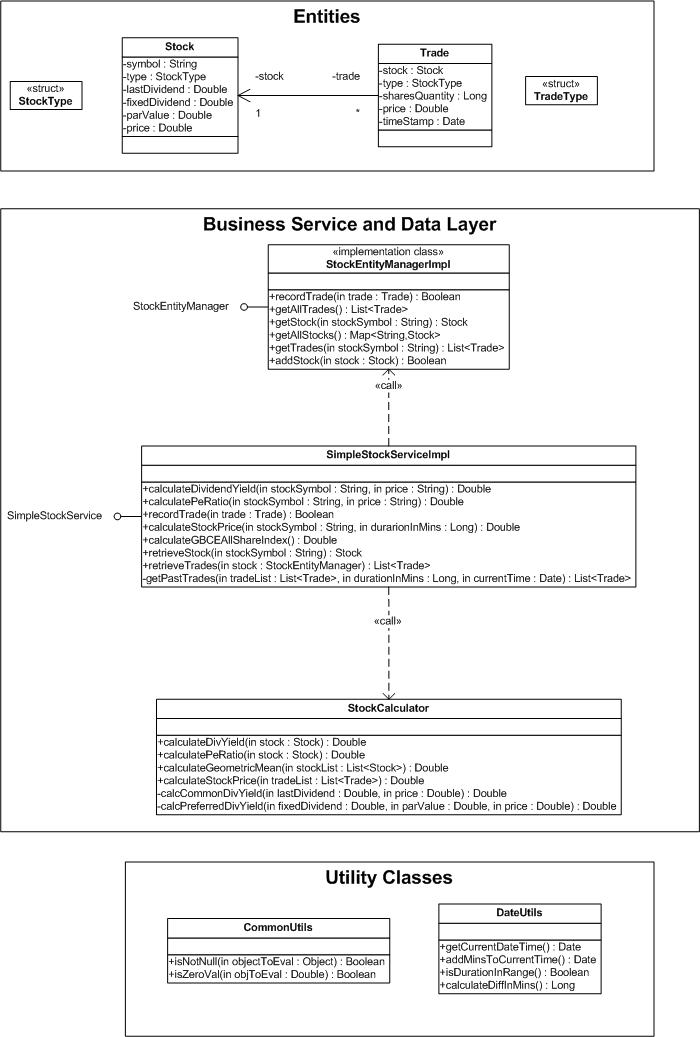 Entities
Stock
-symbol : String
-type : StockType
-lastDividend : Double
-fixedDividend : Double
-parValue : Double
-price : Double
-stock
-trade
1
*
Trade
-stock : Stock
-type : StockType
-sharesQuantity : Long
-price : Double
-timeStamp : Date
«struct»
StockType
«struct»
TradeType
Business Service and Data Layer
«implementation class»
StockEntityManagerImpl
StockEntityManager
+recordTrade(in trade : Trade) : Boolean
+getAllTrades() : List<Trade>
+getStock(in stockSymbol : String) : Stock
+getAllStocks() : Map<String,Stock>
+getTrades(in stockSymbol : String) : List<Trade>
+addStock(in stock : Stock) : Boolean
«call»
SimpleStockServiceImpl
SimpleStockService
+calculateDividendYield(in stockSymbol : String, in price : String) : Double
+calculatePeRatio(in stockSymbol : String, in price : String) : Double
+recordTrade(in trade : Trade) : Boolean
+calculateStockPrice(in stockSymbol : String, in durarionInMins : Long) : Double
+calculateGBCEAllShareIndex() : Double
+retrieveStock(in stockSymbol : String) : Stock
+retrieveTrades(in stock : StockEntityManager) : List<Trade>
-getPastTrades(in tradeList : List<Trade>, in durationInMins : Long, in currentTime : Date) : List<Trade>
«call»
StockCalculator
+calculateDivYield(in stock : Stock) : Double
+calculatePeRatio(in stock : Stock) : Double
+calculateGeometricMean(in stockList : List<Stock>) : Double
+calculateStockPrice(in tradeList : List<Trade>) : Double
-calcCommonDivYield(in lastDividend : Double, in price : Double) : Double
-calcPreferredDivYield(in fixedDividend : Double, in parValue : Double, in price : Double) : Double
Utility Classes
CommonUtils
+isNotNull(in objectToEval : Object) : Boolean
+isZeroVal(in objToEval : Double) : Boolean
DateUtils
+getCurrentDateTime() : Date
+addMinsToCurrentTime() : Date
+isDurationInRange() : Boolean
+calculateDiffInMins() : Long